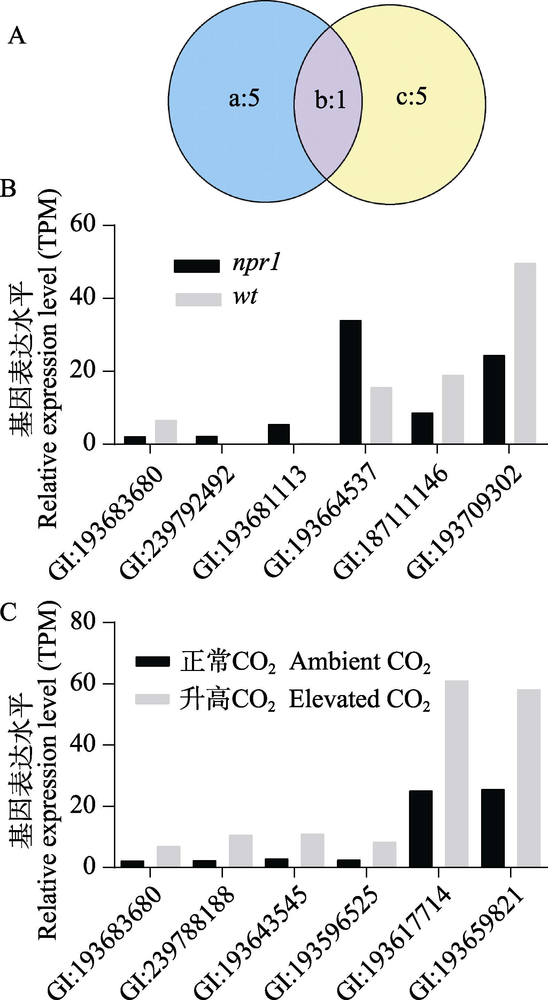 A
a:5
b:1
c:5
B
基因表达水平
Relative expression level (TPM)
60
40
20
0
npr1
wt
GI:193683680
GI:239792492
GI:193681113
GI:193664537
GI:187111146
GI:193709302
C
基因表达水平
Relative expression level (TPM)
80
60
40
20
0
正常CO₂ Ambient CO₂
升高CO₂ Elevated CO₂
GI:193683680
GI:239788188
GI:193643545
GI:193596525
GI:193617714
GI:193659821